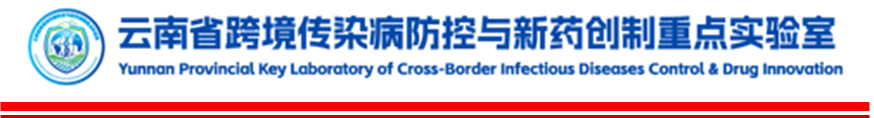 云南省跨境传染病防控与新药创制重点实验室
Yunnan Provincial Key Laboratory of Cross-Border Infectious Diseases Control & Drug Innovation